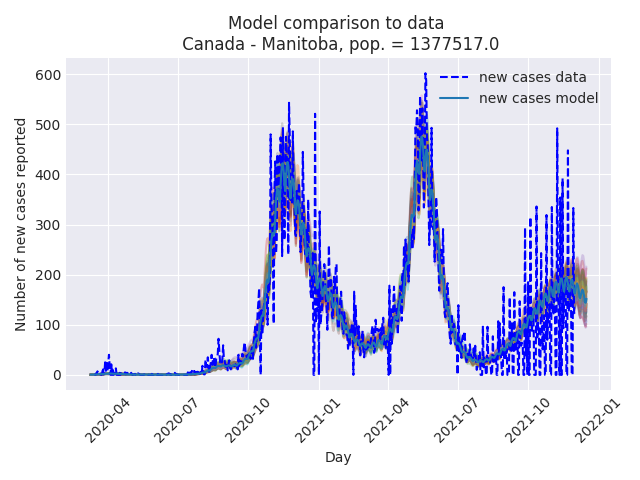 Model comparison to data
Canada - Manitoba, pop. = 1377517.0
new cases data
new cases model
Number of new cases reported
600
500
400
300
200
100
0
2020-04
2020-07
2020-10
2021-01
2021-04
2021-07
2021-10
2022-01
Day